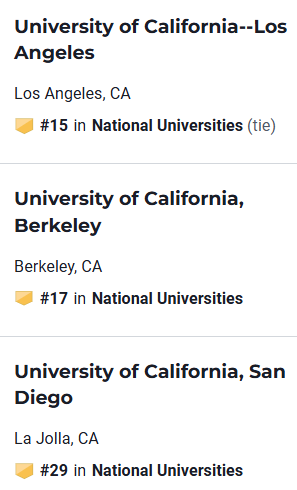 University of California--Los
Angeles
Los Angeles, CA
#15 in National Universities (tie)
University of California,
Berkeley
Berkeley, CA
#17 in National Universities
University of California, San
Diego
La Jolla, CA
#29 in National Universities